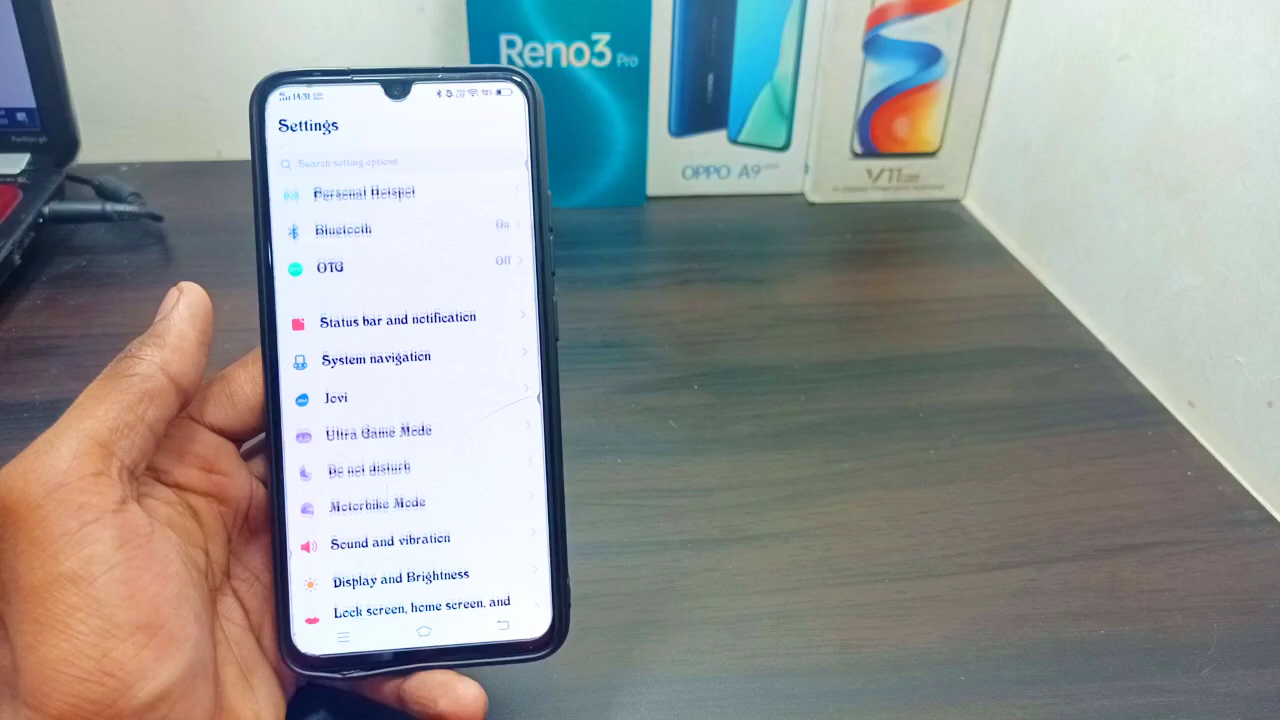 Reno3 Pro
OPPO A9
V11
14:31
Settings
Search setting options
Personal Hotspot
Bluetooth On
OTG Off
Status bar and notification
System navigation
Jovi
Ultra Game Mode
Do not disturb
Motorbike Mode
Sound and vibration
Display and Brightness
Lock screen, home screen, and